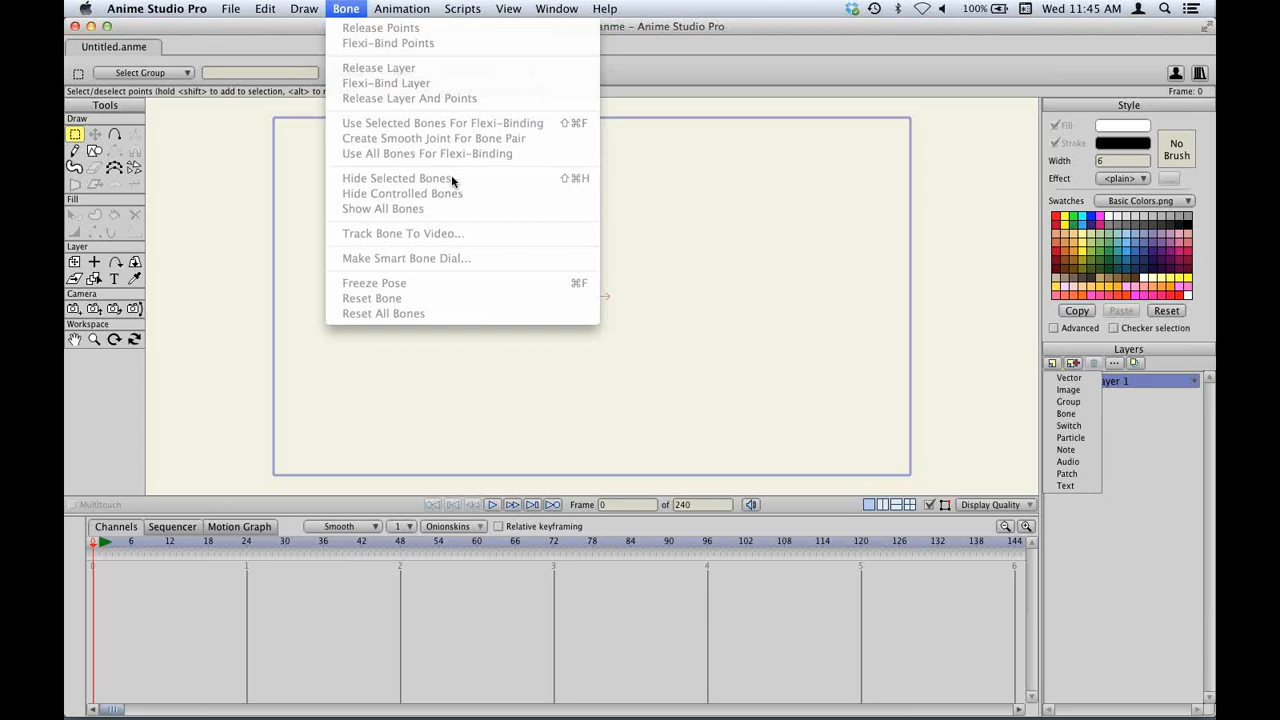 Anime Studio Pro File Edit Draw Bone Animation Scripts View Window Help 100% Wed 11:45 AM
anme - Anime Studio Pro
Untitled.anme
Select Group
Select/deselect points (hold <shift> to add to selection, <alt> to r
Frame: 0
Release Points
Flexi-Bind Points
Release Layer
Flexi-Bind Layer
Release Layer And Points
Use Selected Bones For Flexi-Binding ⇧⌘F
Create Smooth Joint For Bone Pair
Use All Bones For Flexi-Binding
Hide Selected Bones ⇧⌘H
Hide Controlled Bones
Show All Bones
Track Bone To Video...
Make Smart Bone Dial...
Freeze Pose ⌘F
Reset Bone
Reset All Bones
Tools
Draw
Fill
Layer
Camera
Workspace
Style
Fill
Stroke
No Brush
Width 6
Effect <plain>
Swatches Basic Colors.png
Copy Paste Reset
Advanced Checker selection
Layers
ayer 1
Vector
Image
Group
Bone
Switch
Particle
Note
Audio
Patch
Text
Multitouch Frame 0 of 240 Display Quality
Channels Sequencer Motion Graph Smooth 1 Onionskins Relative keyframing
0 6 12 18 24 30 36 42 48 54 60 66 72 78 84 90 96 102 108 114 120 126 132 138 144
0 1 2 3 4 5 6